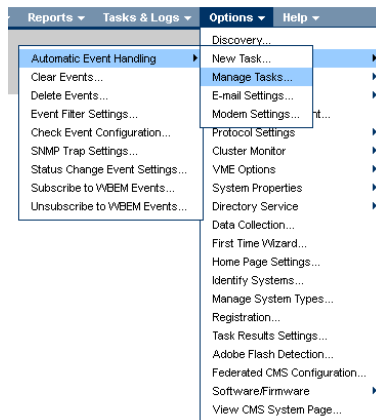 Reports Tasks & Logs Options Help
Discovery...
Automatic Event Handling
Clear Events...
Delete Events...
Event Filter Settings...
Check Event Configuration...
SNMP Trap Settings...
Status Change Event Settings...
Subscribe to WBEM Events...
Unsubscribe to WBEM Events...
New Task...
Manage Tasks...
E-mail Settings...
Modem Settings...
nt...
Protocol Settings
Cluster Monitor
VME Options
System Properties
Directory Service
Data Collection...
First Time Wizard...
Home Page Settings...
Identify Systems...
Manage System Types...
Registration...
Task Results Settings...
Adobe Flash Detection...
Federated CMS Configuration...
Software/Firmware
View CMS System Page...